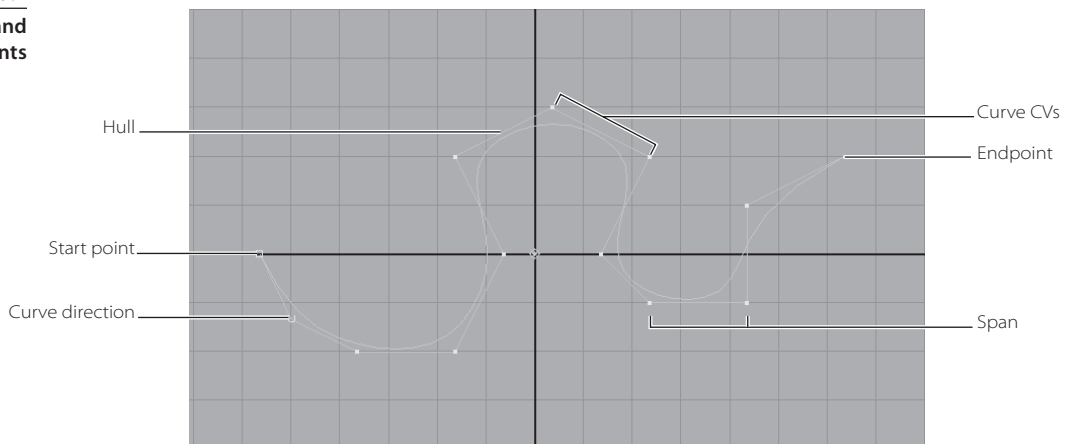 and
nts
Hull
Curve CVs
Endpoint
Start point
Curve direction
Span